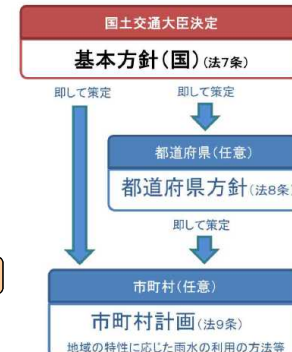 国土交通大臣決定
基本方針(国)(法7条)
即して策定
即して策定
都道府県(任意)
都道府県方針(法8条)
即して策定
市町村(任意)
市町村計画(法9条)
地域の特性に応じた雨水の利用の方法等